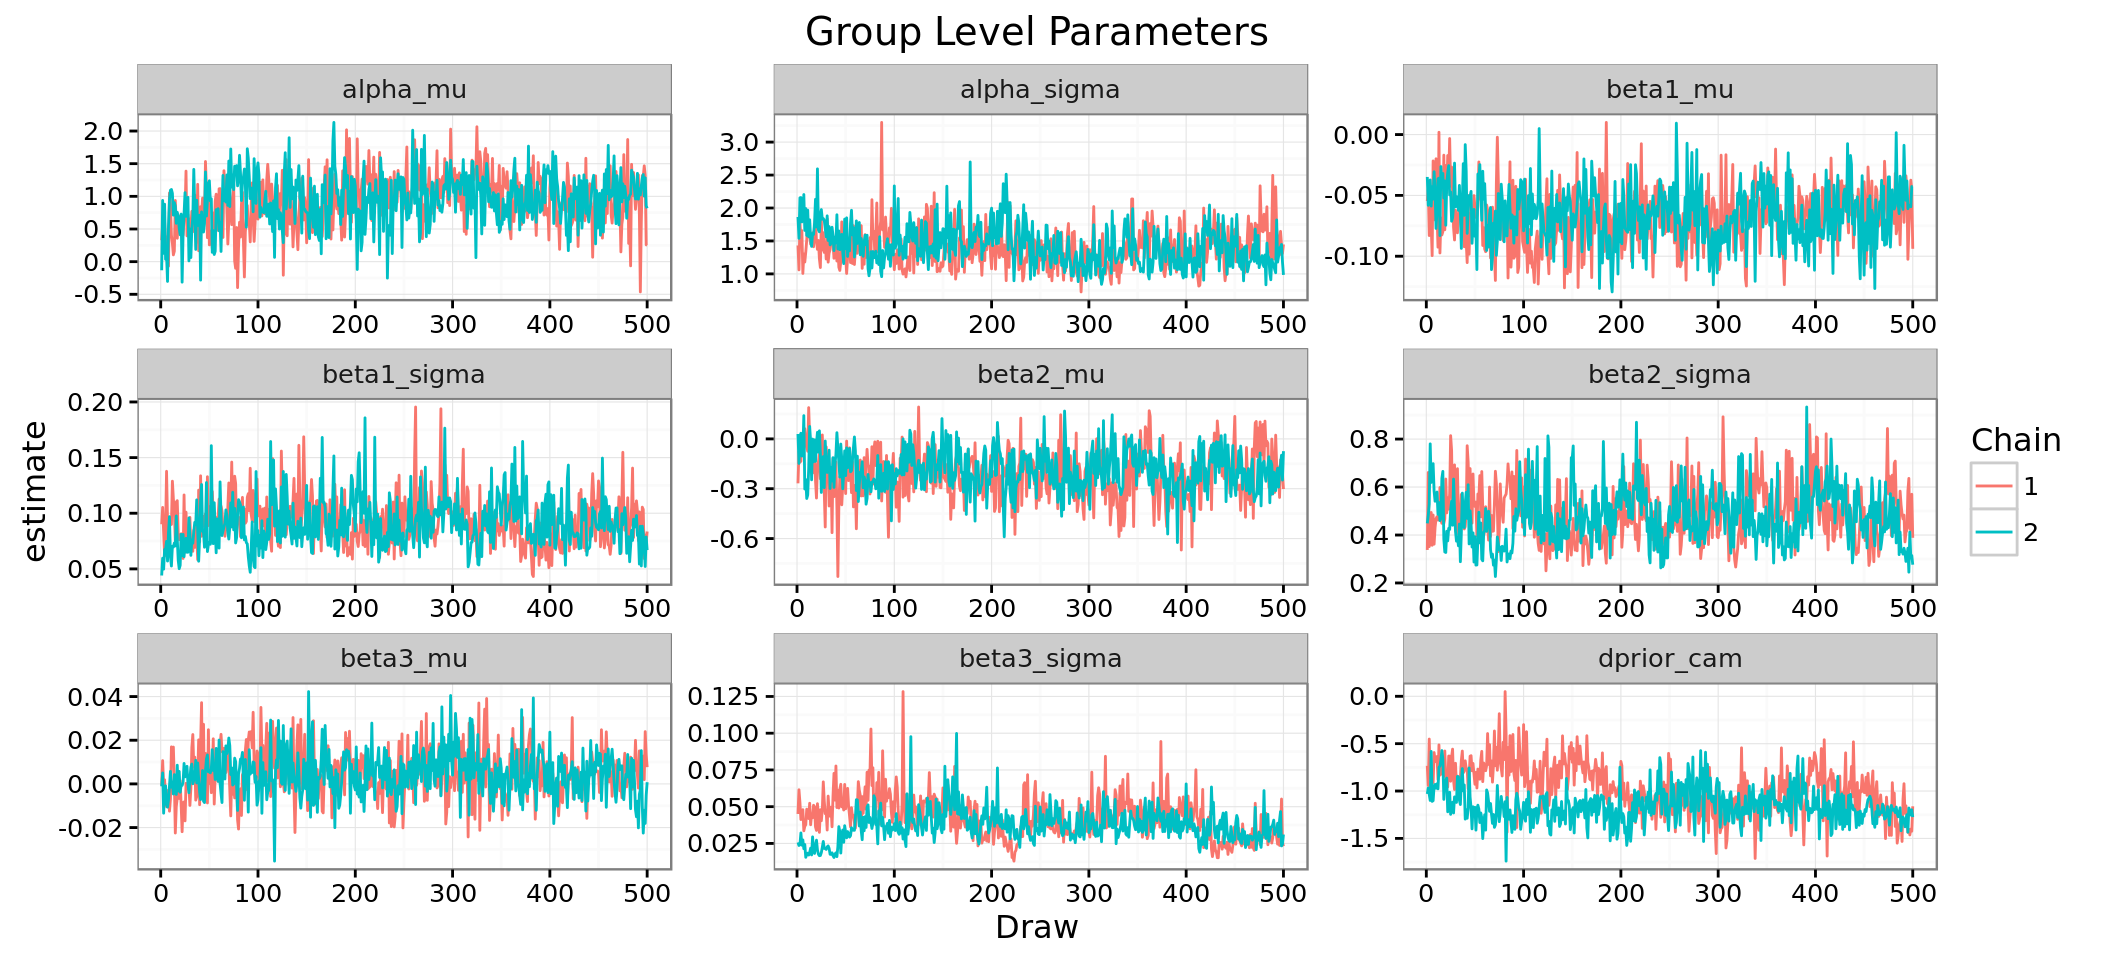 Group Level Parameters
alpha_mu
alpha_sigma
beta1_mu
2.0
1.5
1.0
0.5
0.0
-0.5
3.0
2.5
2.0
1.5
1.0
0.00
-0.05
-0.10
0 100 200 300 400 500
0 100 200 300 400 500
0 100 200 300 400 500
beta1_sigma
beta2_mu
beta2_sigma
0.20
0.15
0.10
0.05
0.0
-0.3
-0.6
0.8
0.6
0.4
0.2
0 100 200 300 400 500
0 100 200 300 400 500
0 100 200 300 400 500
beta3_mu
beta3_sigma
dprior_cam
0.04
0.02
0.00
-0.02
0.125
0.100
0.075
0.050
0.025
0.0
-0.5
-1.0
-1.5
0 100 200 300 400 500
0 100 200 300 400 500
0 100 200 300 400 500
estimate
Draw
Chain
1
2